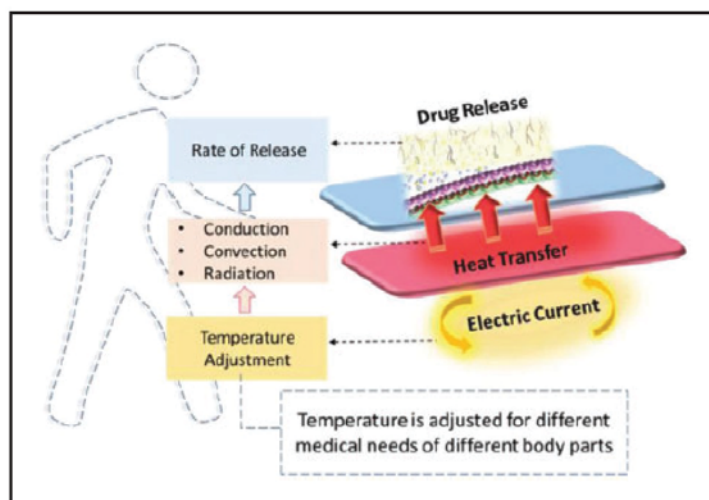 Drug Release
Rate of Release
• Conduction
• Convection
• Radiation
Heat Transfer
Electric Current
Temperature
Adjustment
Temperature is adjusted for different
medical needs of different body parts